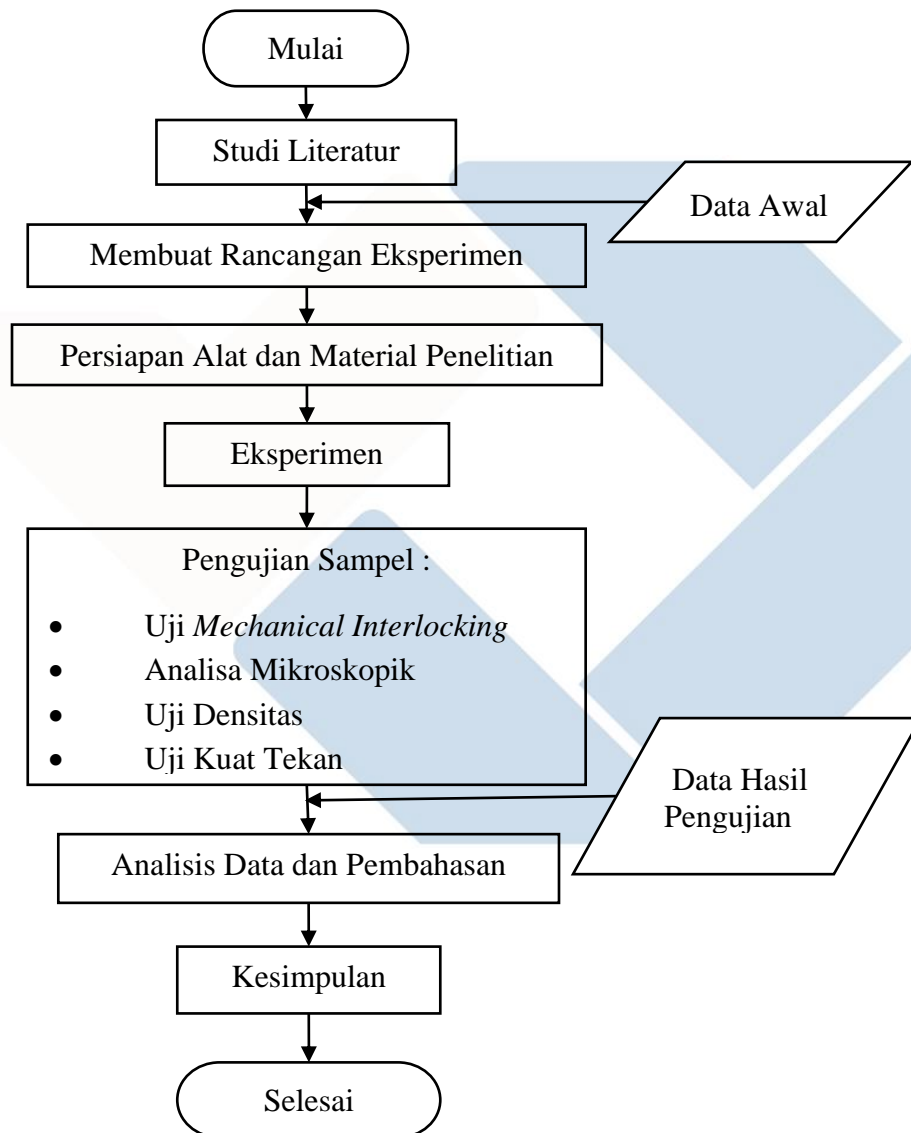 Mulai
Studi Literatur
Data Awal
Membuat Rancangan Eksperimen
Persiapan Alat dan Material Penelitian
Eksperimen
Pengujian Sampel :
• Uji Mechanical Interlocking
• Analisa Mikroskopik
• Uji Densitas
• Uji Kuat Tekan
Data Hasil
Pengujian
Analisis Data dan Pembahasan
Kesimpulan
Selesai